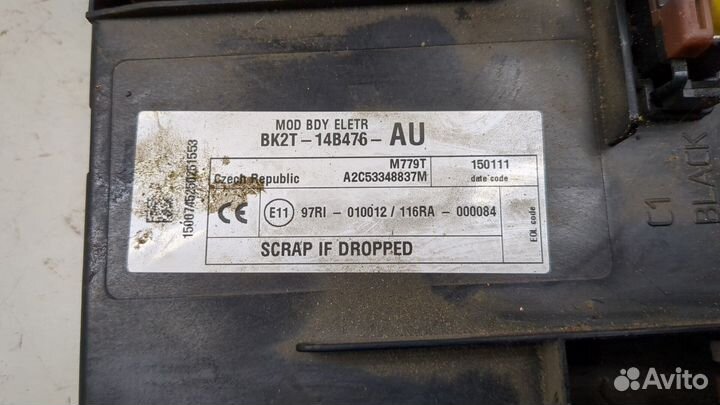 MOD BDY ELETR
BK2T-14B476-AU
M779T 150111
Czech Republic A2C53348837M date code
CE E11 97RI - 010012 / 116RA - 000084
SCRAP IF DROPPED
EOL code
C1
BLACK
Avito